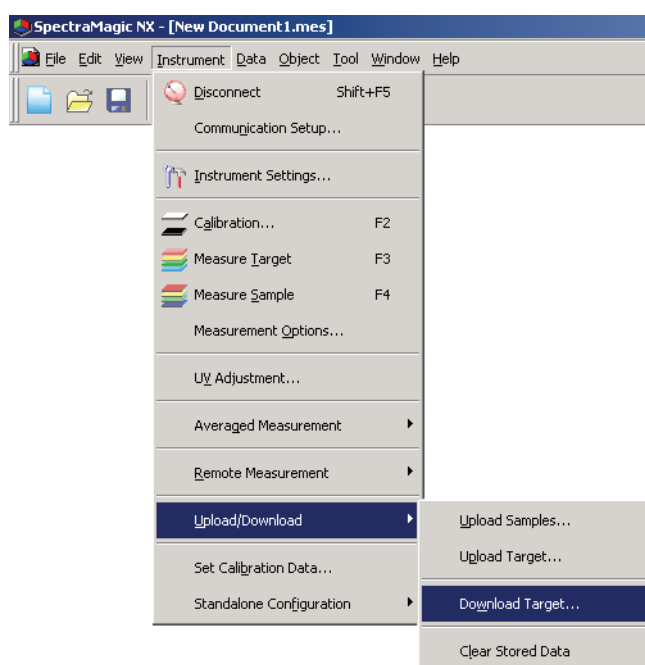 SpectraMagic NX - [New Document1.mes]
File Edit View Instrument Data Object Tool Window Help
Disconnect Shift+F5
Communication Setup...
Instrument Settings...
Calibration... F2
Measure Target F3
Measure Sample F4
Measurement Options...
UV Adjustment...
Averaged Measurement
Remote Measurement
Upload/Download
Upload Samples...
Upload Target...
Set Calibration Data...
Standalone Configuration
Download Target...
Clear Stored Data